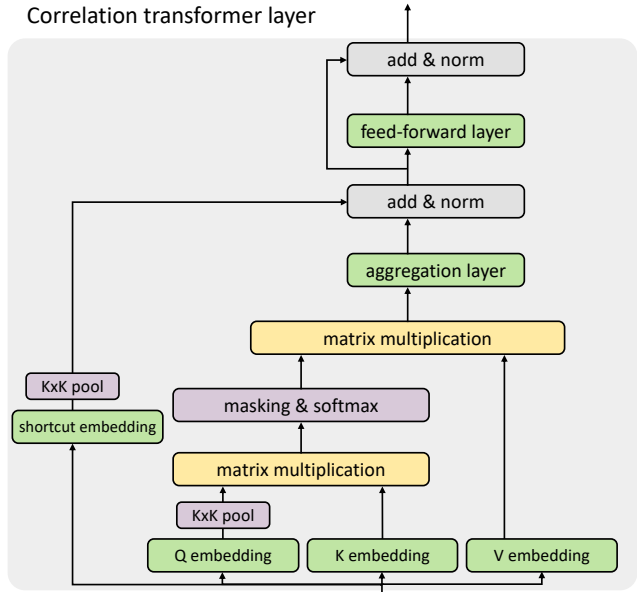 Correlation transformer layer
add & norm
feed-forward layer
add & norm
aggregation layer
matrix multiplication
KxK pool
masking & softmax
shortcut embedding
matrix multiplication
KxK pool
Q embedding
K embedding
V embedding